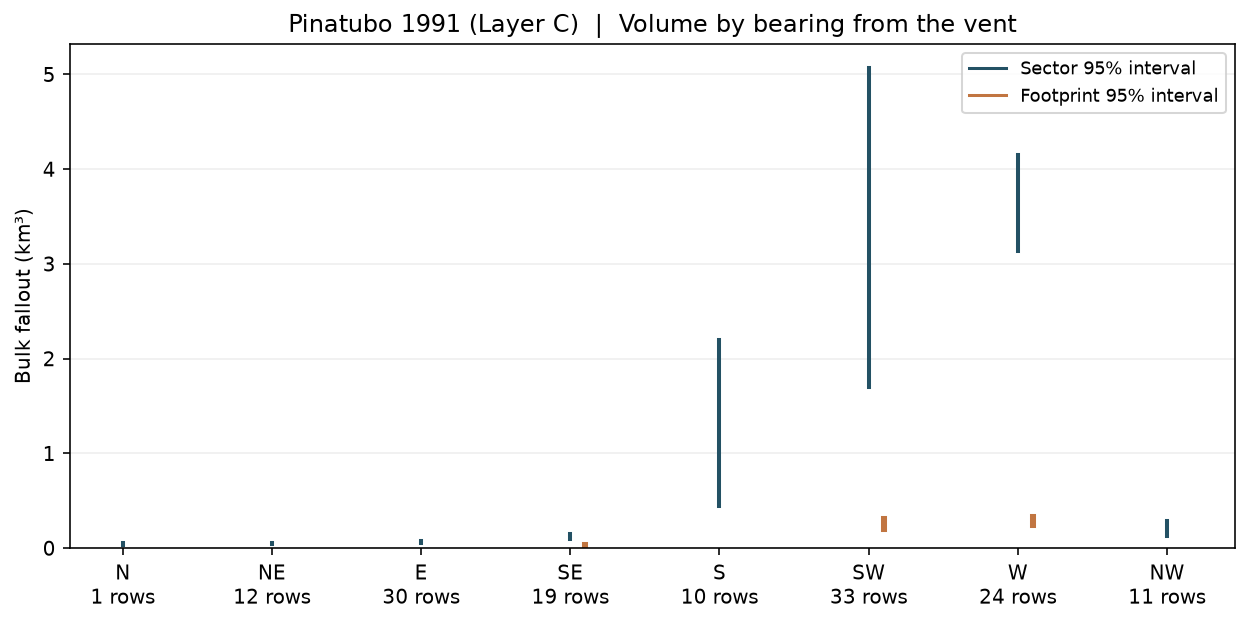 Pinatubo 1991 (Layer C)  |  Volume by bearing from the vent
Sector 95% interval
Footprint 95% interval
Bulk fallout (km³)
5
4
3
2
1
0
N
1 rows
NE
12 rows
E
30 rows
SE
19 rows
S
10 rows
SW
33 rows
W
24 rows
NW
11 rows